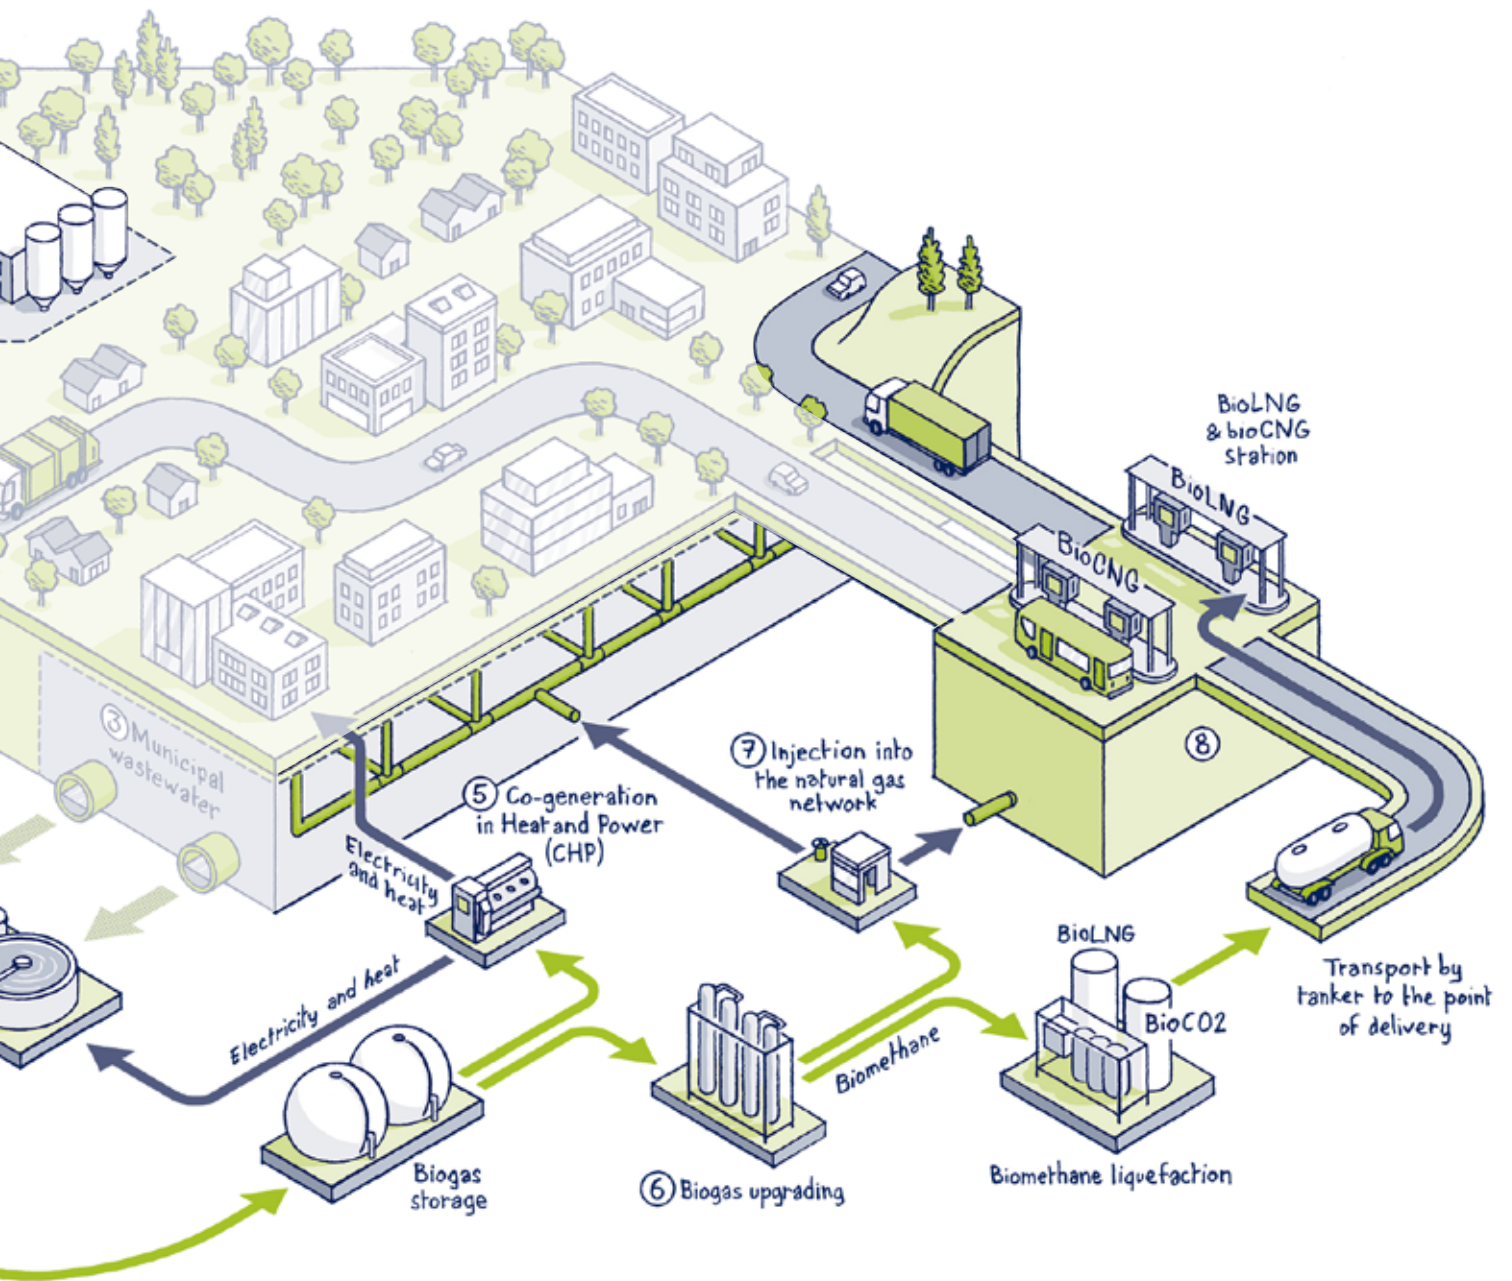 BioLNG
& bioCNG
station
BioLNG
BioCNG
3 Municipal
wastewater
7 Injection into
the natural gas
network
8
5 Co-generation
in Heat and Power
(CHP)
Electricity
and heat
Electricity and heat
BioLNG
BioCO2
Transport by
tanker to the point
of delivery
Biomethane
Biogas
storage
6 Biogas upgrading
Biomethane liquefaction